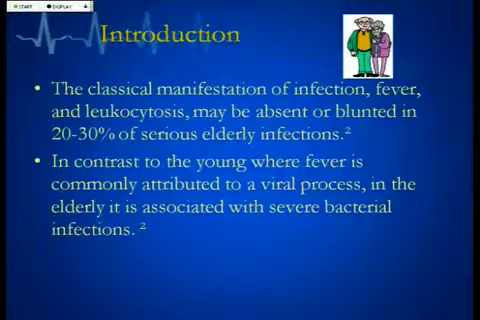 START DISPLAY
Introduction
• The classical manifestation of infection, fever,
and leukocytosis, may be absent or blunted in
20-30% of serious elderly infections.2
• In contrast to the young where fever is
commonly attributed to a viral process, in the
elderly it is associated with severe bacterial
infections. 2